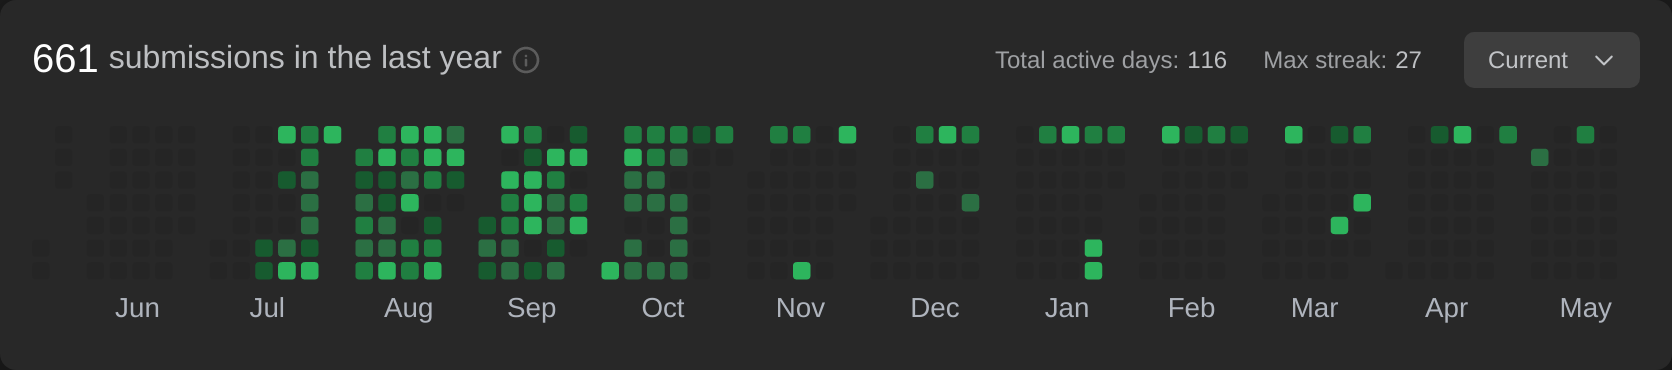 661 submissions in the last year Total active days: 116 Max streak: 27 Current
Jun Jul Aug Sep Oct Nov Dec Jan Feb Mar Apr May